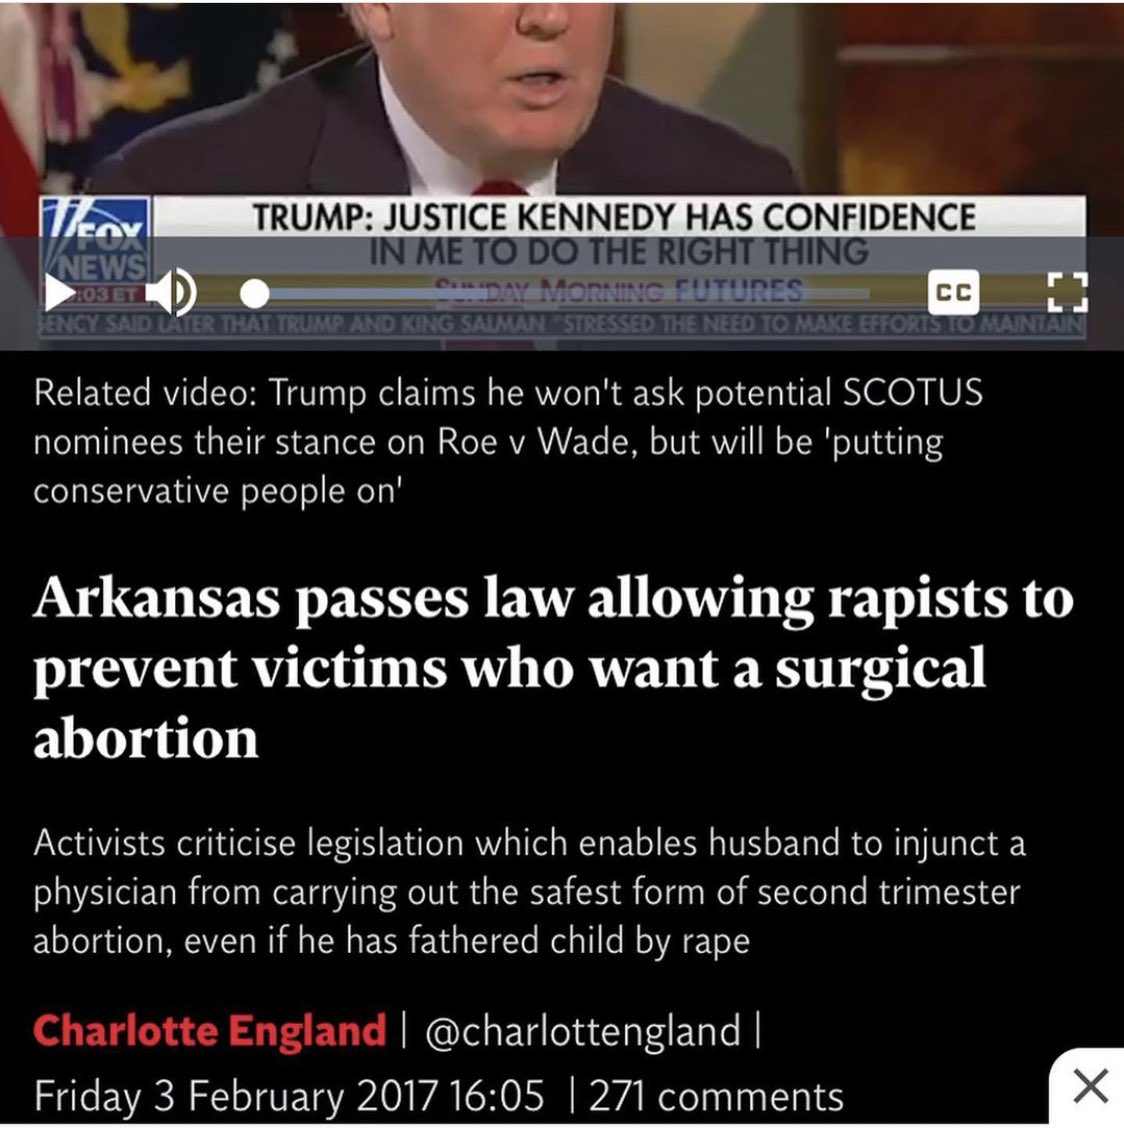 TRUMP: JUSTICE KENNEDY HAS CONFIDENCE
IN ME TO DO THE RIGHT THING
FOX
NEWS
:03 ET
SUNDAY MORNING FUTURES
CC
ENCY SAID LATER THAT TRUMP AND KING SALMAN "STRESSED THE NEED TO MAKE EFFORTS TO MAINTAIN
Related video: Trump claims he won't ask potential SCOTUS
nominees their stance on Roe v Wade, but will be 'putting
conservative people on'
Arkansas passes law allowing rapists to
prevent victims who want a surgical
abortion
Activists criticise legislation which enables husband to injunct a
physician from carrying out the safest form of second trimester
abortion, even if he has fathered child by rape
Charlotte England | @charlottengland |
Friday 3 February 2017 16:05 | 271 comments